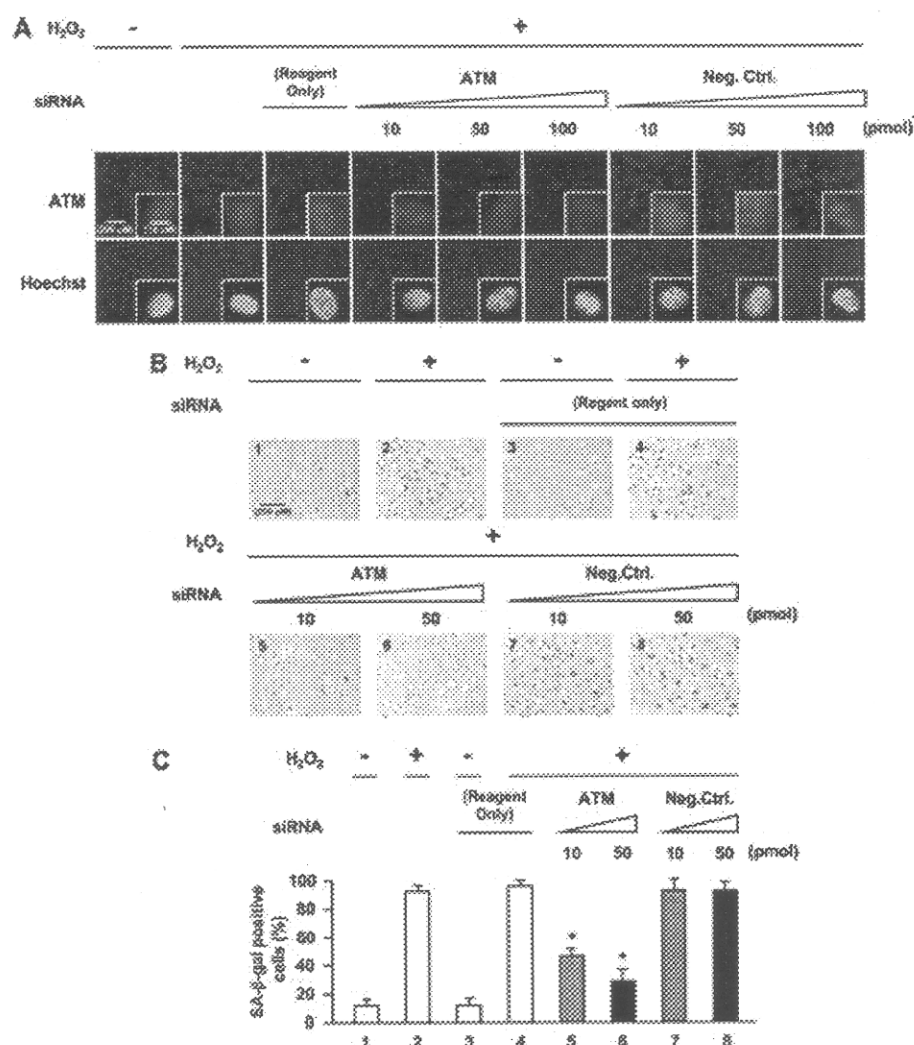 A H₂O₂ - +
(Reagent Only) ATM Neg. Ctrl.
siRNA
10 50 100 10 50 100 (pmol)
ATM
Hoechst
B H₂O₂ - + - +
siRNA (Regent only)
1 2 3 4
H₂O₂ +
ATM Neg.Ctrl.
siRNA
10 50 10 50 (pmol)
5 6 7 8
C H₂O₂ - + - +
(Reagent Only) ATM Neg.Ctrl.
siRNA
10 50 10 50 (pmol)
SA-β-gal positive cells (%)
100
80
60
40
20
0
* *
1 2 3 4 5 6 7 8